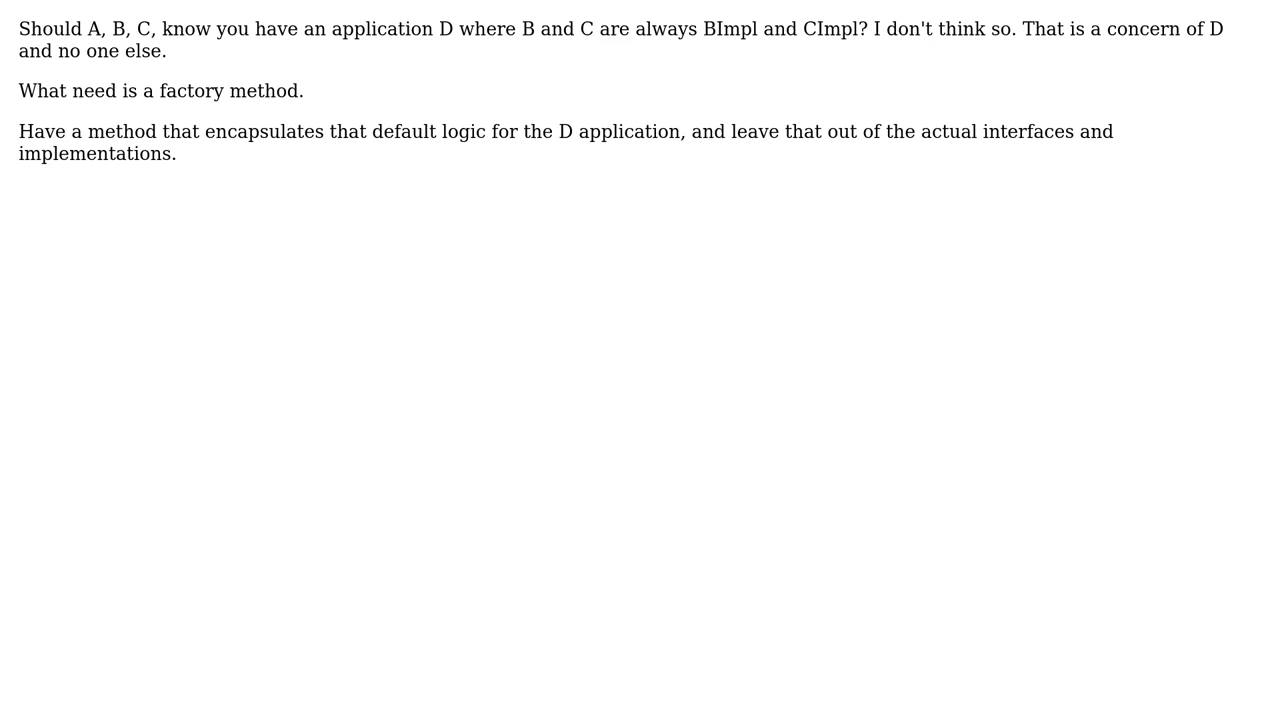 Should A, B, C, know you have an application D where B and C are always BImpl and CImpl? I don't think so. That is a concern of D
and no one else.
What need is a factory method.
Have a method that encapsulates that default logic for the D application, and leave that out of the actual interfaces and
implementations.